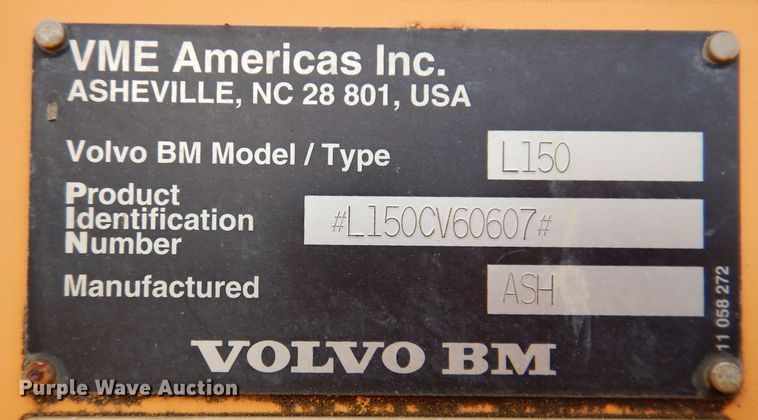 VME Americas Inc.
ASHEVILLE, NC 28 801, USA
Volvo BM Model / Type L150
Product
Identification #L150CV60607#
Number
Manufactured ASH
VOLVO BM
11 058 272
Purple Wave Auction